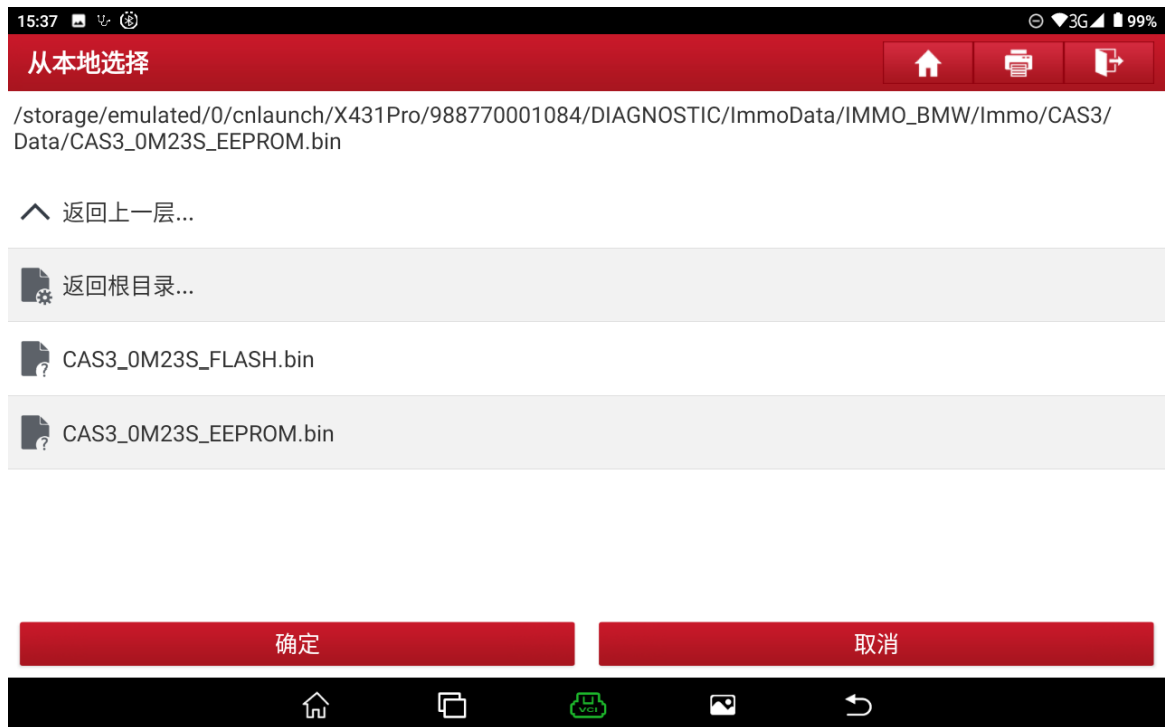 15:37 3G 99%
从本地选择
/storage/emulated/0/cnlaunch/X431Pro/988770001084/DIAGNOSTIC/ImmoData/IMMO_BMW/Immo/CAS3/
Data/CAS3_0M23S_EEPROM.bin
返回上一层...
返回根目录...
CAS3_0M23S_FLASH.bin
CAS3_0M23S_EEPROM.bin
确定 取消
VCI